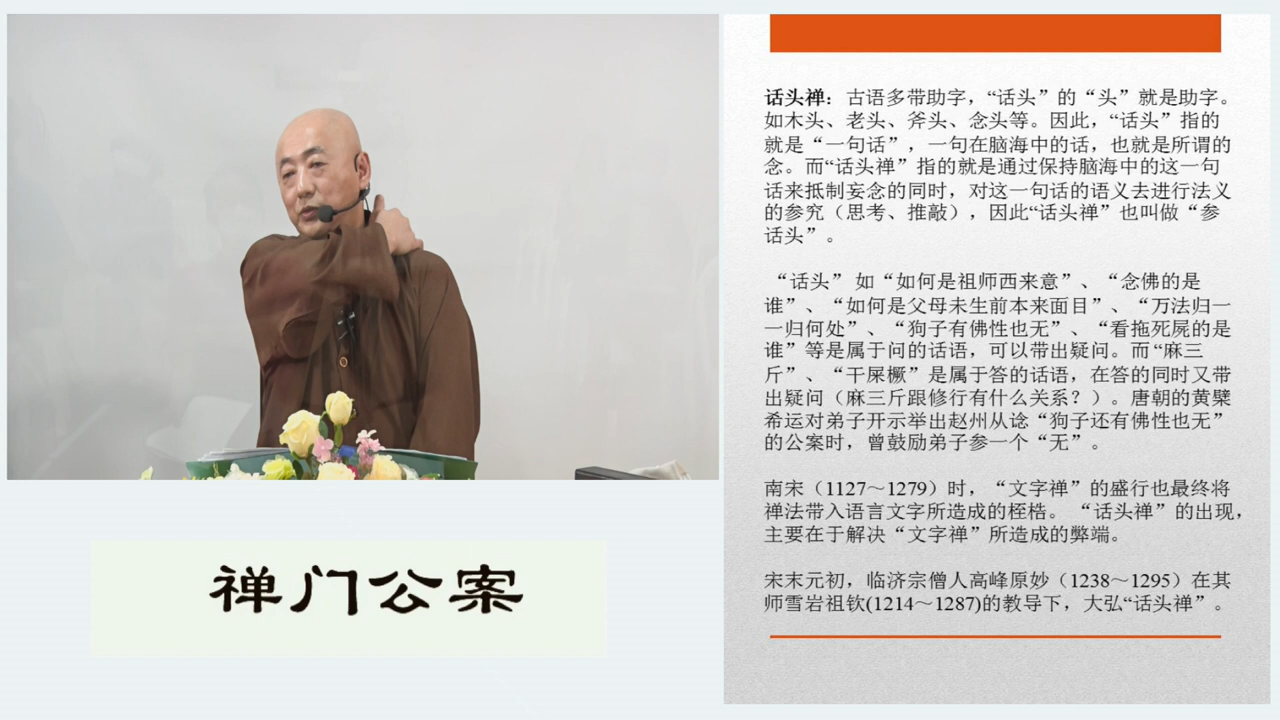 禅门公案
话头禅：古语多带助字，“话头”的“头”就是助字。
如木头、老头、斧头、念头等。因此，“话头”指的
就是“一句话”，一句在脑海中的话，也就是所谓的
念。而“话头禅”指的就是通过保持脑海中的这一句
话来抵制妄念的同时，对这一句话的语义去进行法义
的参究（思考、推敲），因此“话头禅”也叫做“参
话头”。
“话头” 如“如何是祖师西来意”、“念佛的是
谁”、“如何是父母未生前本来面目”、“万法归一
一归何处”、“狗子有佛性也无”、“看拖死屍的是
谁”等是属于问的话语，可以带出疑问。而“麻三
斤”、“干屎橛”是属于答的话语，在答的同时又带
出疑问（麻三斤跟修行有什么关系？）。唐朝的黄檗
希运对弟子开示举出赵州从谂“狗子还有佛性也无”
的公案时，曾鼓励弟子参一个“无”。
南宋（1127～1279）时，“文字禅”的盛行也最终将
禅法带入语言文字所造成的桎梏。“话头禅”的出现，
主要在于解决“文字禅”所造成的弊端。
宋末元初，临济宗僧人高峰原妙（1238～1295）在其
师雪岩祖钦(1214～1287)的教导下，大弘“话头禅”。